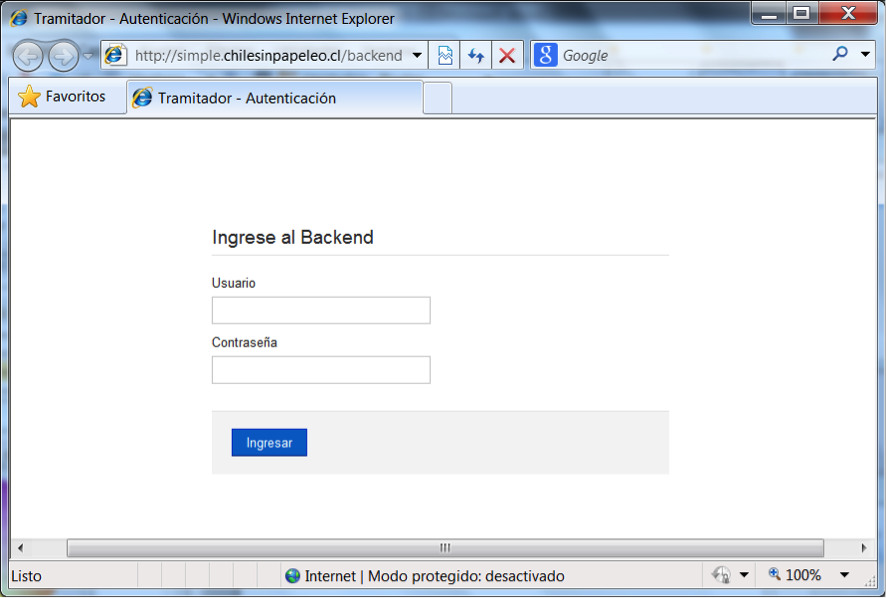 Tramitador - Autenticación - Windows Internet Explorer
http://simple.chilesinpapeleo.cl/backend
Google
Favoritos
Tramitador - Autenticación
Ingrese al Backend
Usuario
Contraseña
Ingresar
Listo
Internet | Modo protegido: desactivado
100%